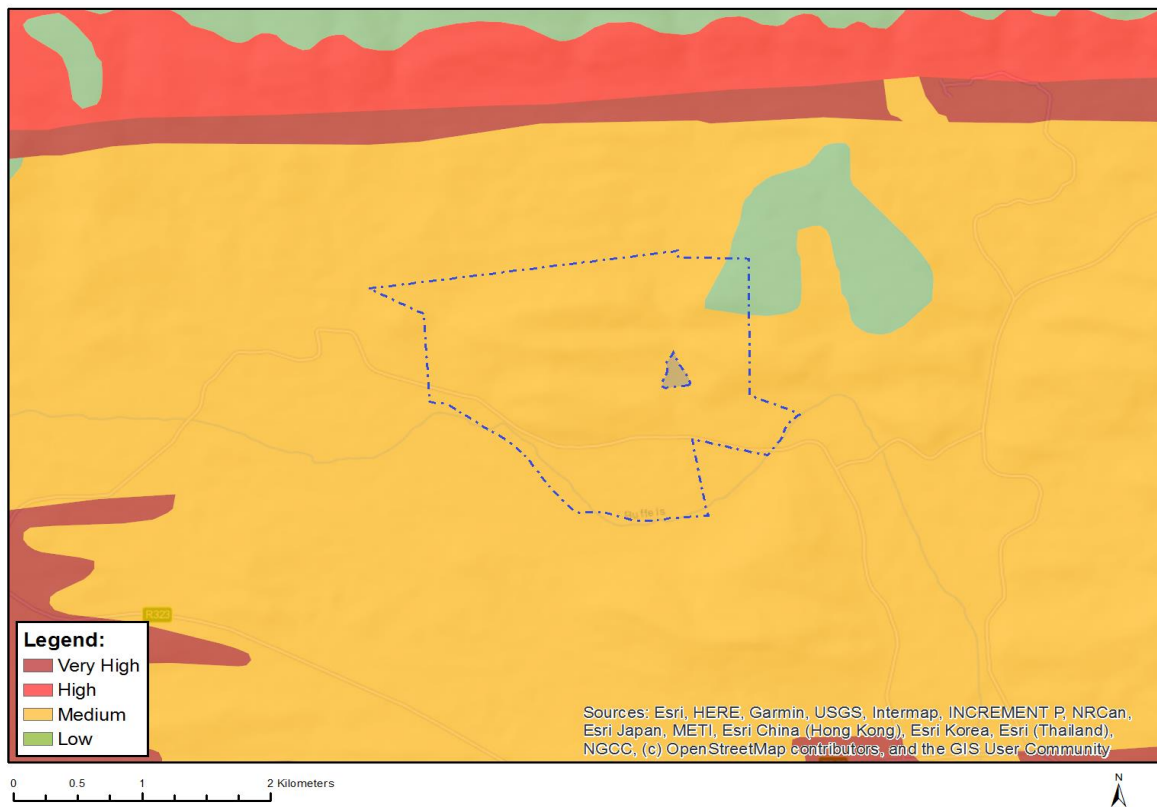 Buffels
R323
Legend:
Very High
High
Medium
Low
Sources: Esri, HERE, Garmin, USGS, Intermap, INCREMENT P, NRCan,
Esri Japan, METI, Esri China (Hong Kong), Esri Korea, Esri (Thailand),
NGCC, (c) OpenStreetMap contributors, and the GIS User Community
0 0.5 1 2 Kilometers
N